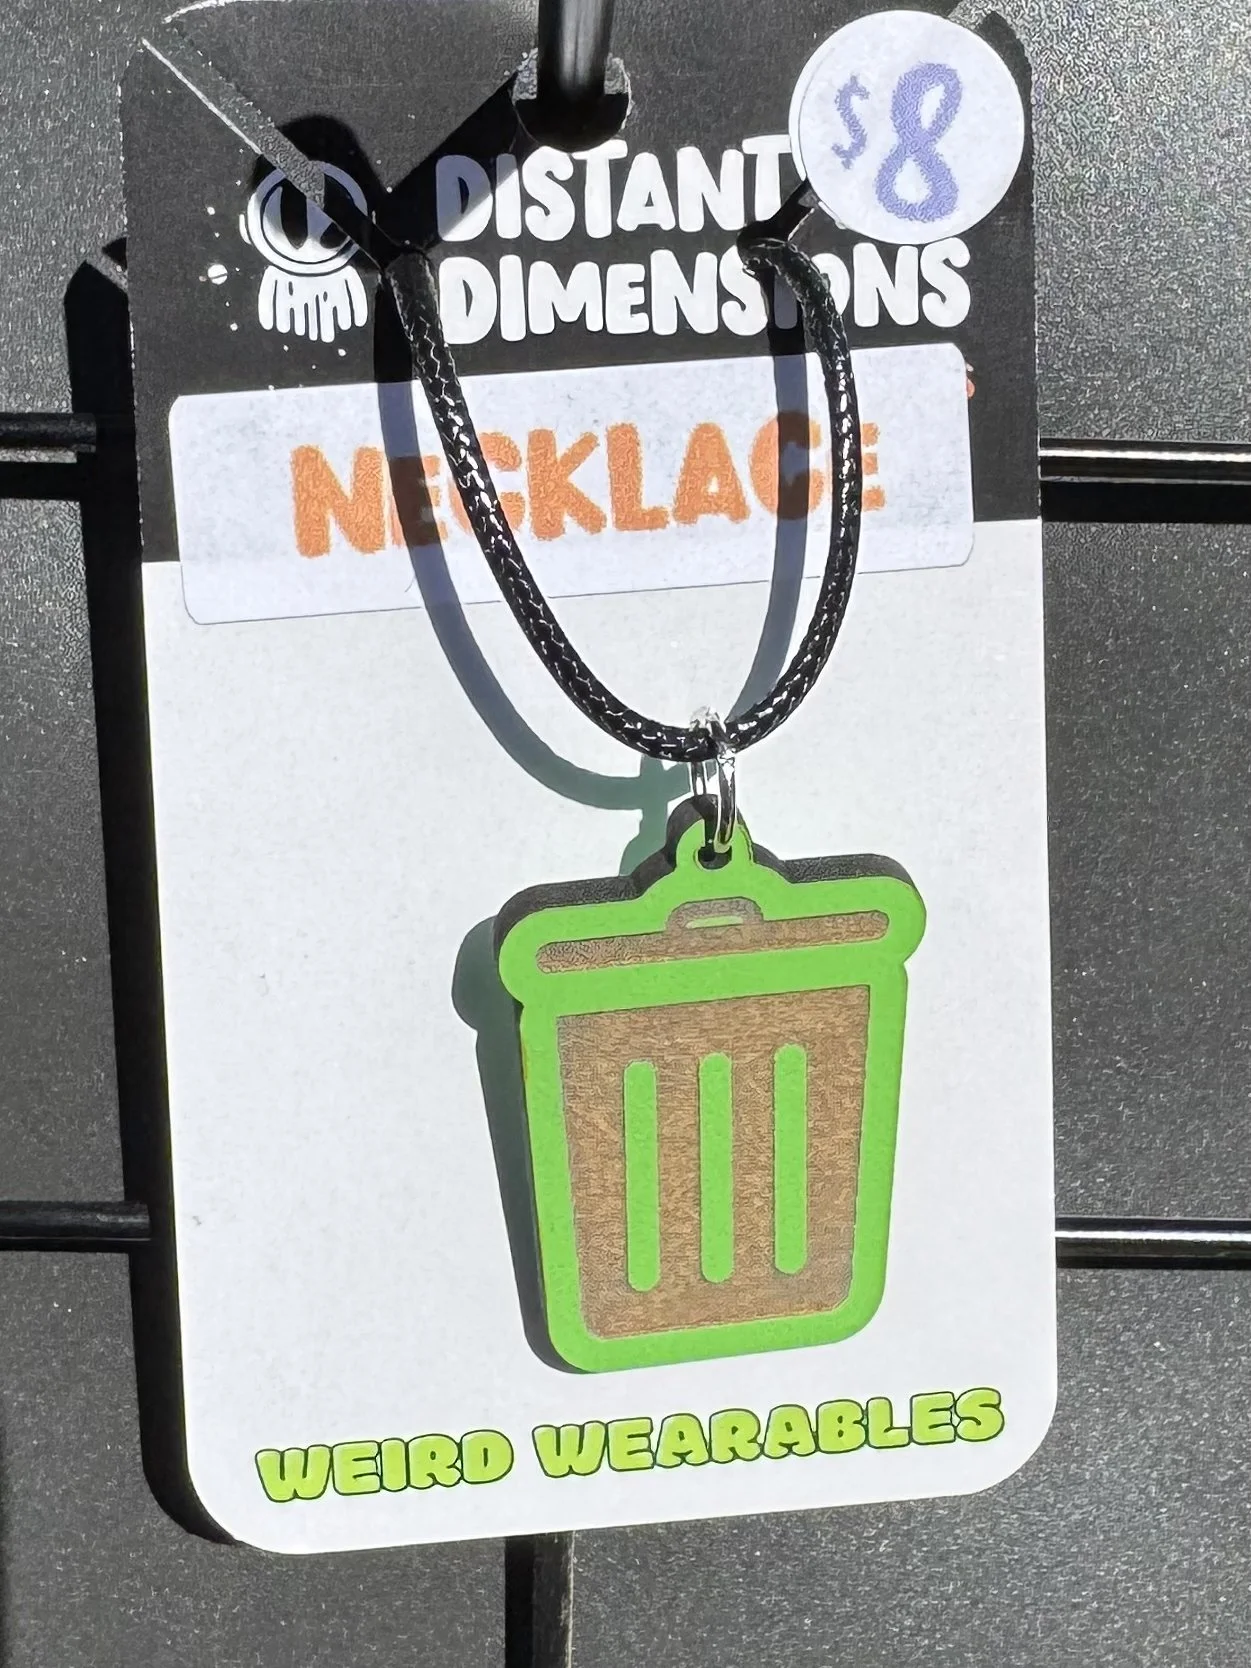 $8
DISTANT
DIMENSIONS
NECKLACE
WEIRD WEARABLES